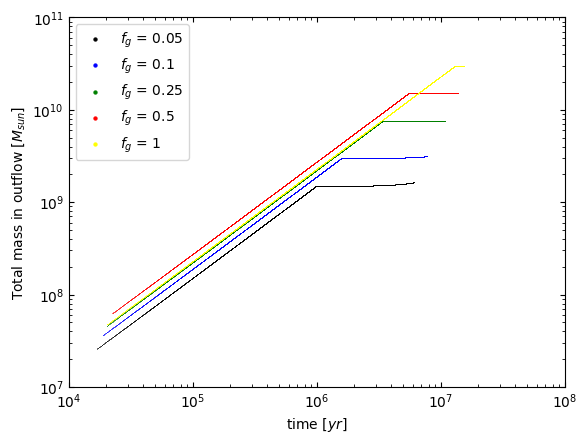 10^11
10^10
10^9
10^8
10^7
Total mass in outflow [M_sun]
f_g = 0.05
f_g = 0.1
f_g = 0.25
f_g = 0.5
f_g = 1
10^4 10^5 10^6 10^7 10^8
time [yr]